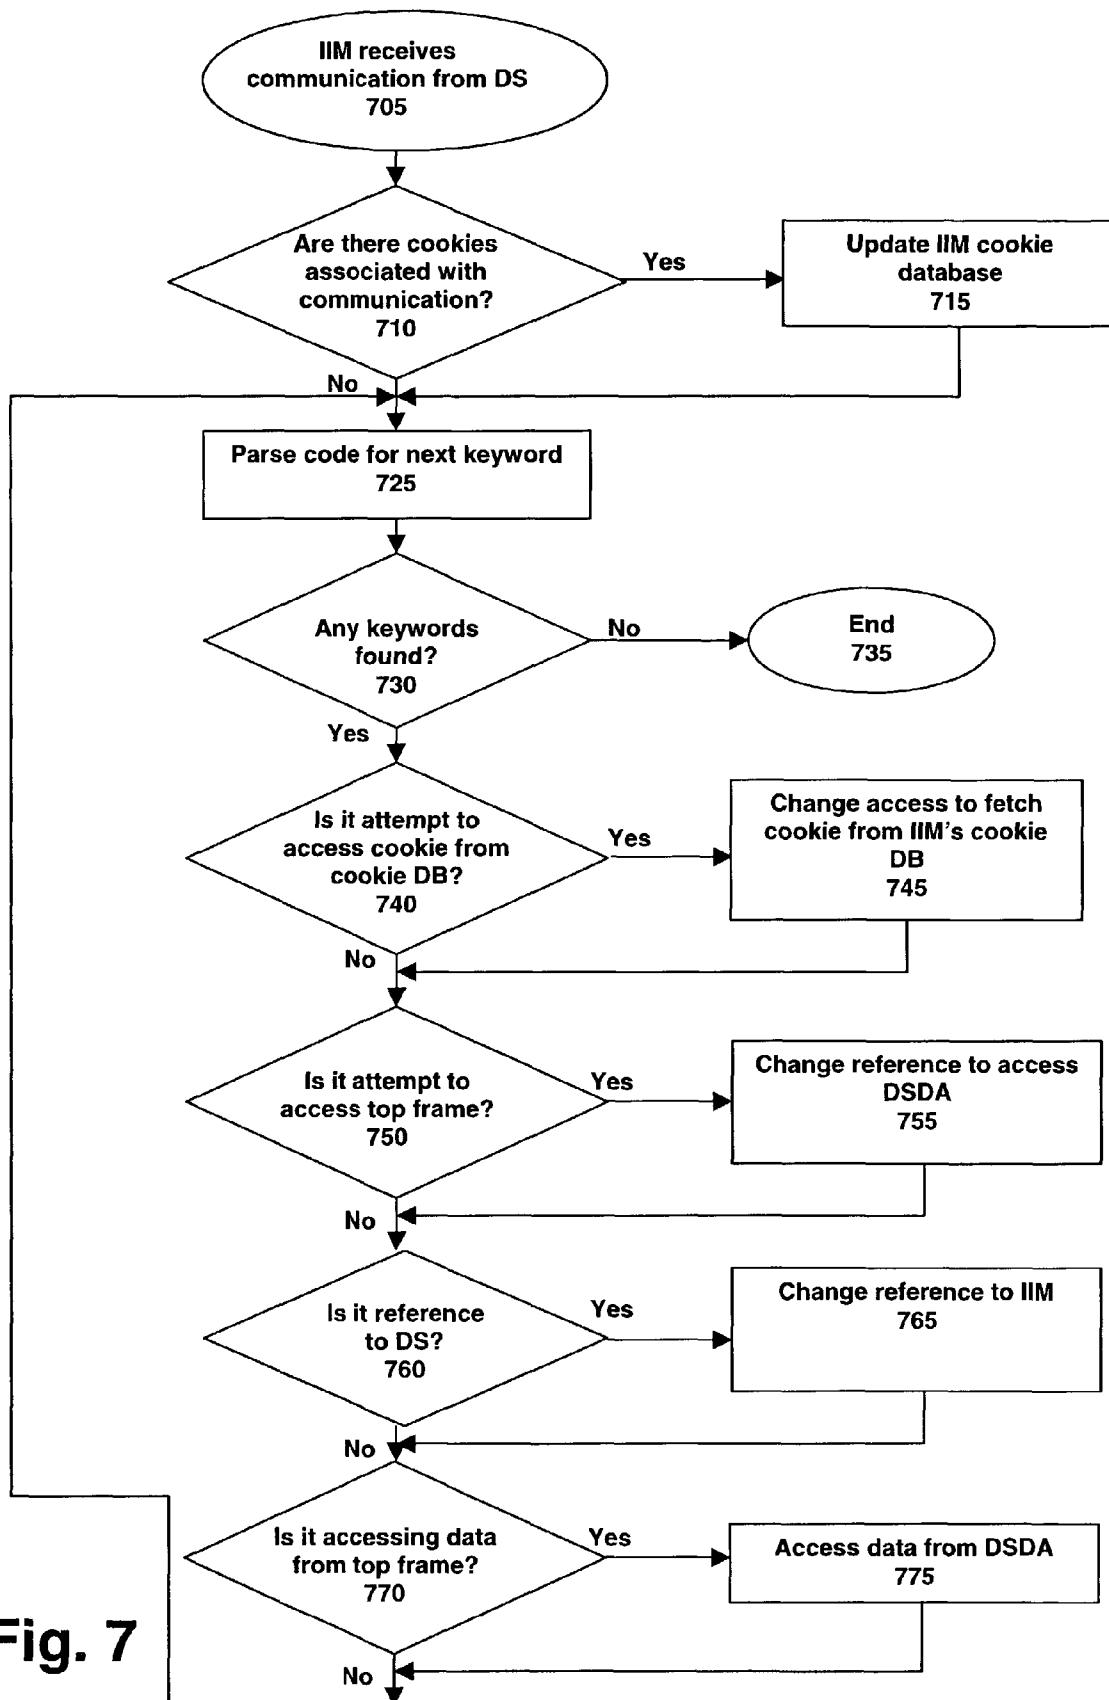 IIM receives
communication from DS
705
Are there cookies
associated with
communication?
710
Yes
Update IIM cookie
database
715
No
Parse code for next keyword
725
Any keywords
found?
730
No
End
735
Yes
Is it attempt to
access cookie from
cookie DB?
740
Yes
Change access to fetch
cookie from IIM's cookie
DB
745
No
Is it attempt to
access top frame?
750
Yes
Change reference to access
DSDA
755
No
Is it reference
to DS?
760
Yes
Change reference to IIM
765
No
Is it accessing data
from top frame?
770
Yes
Access data from DSDA
775
No
Fig. 7